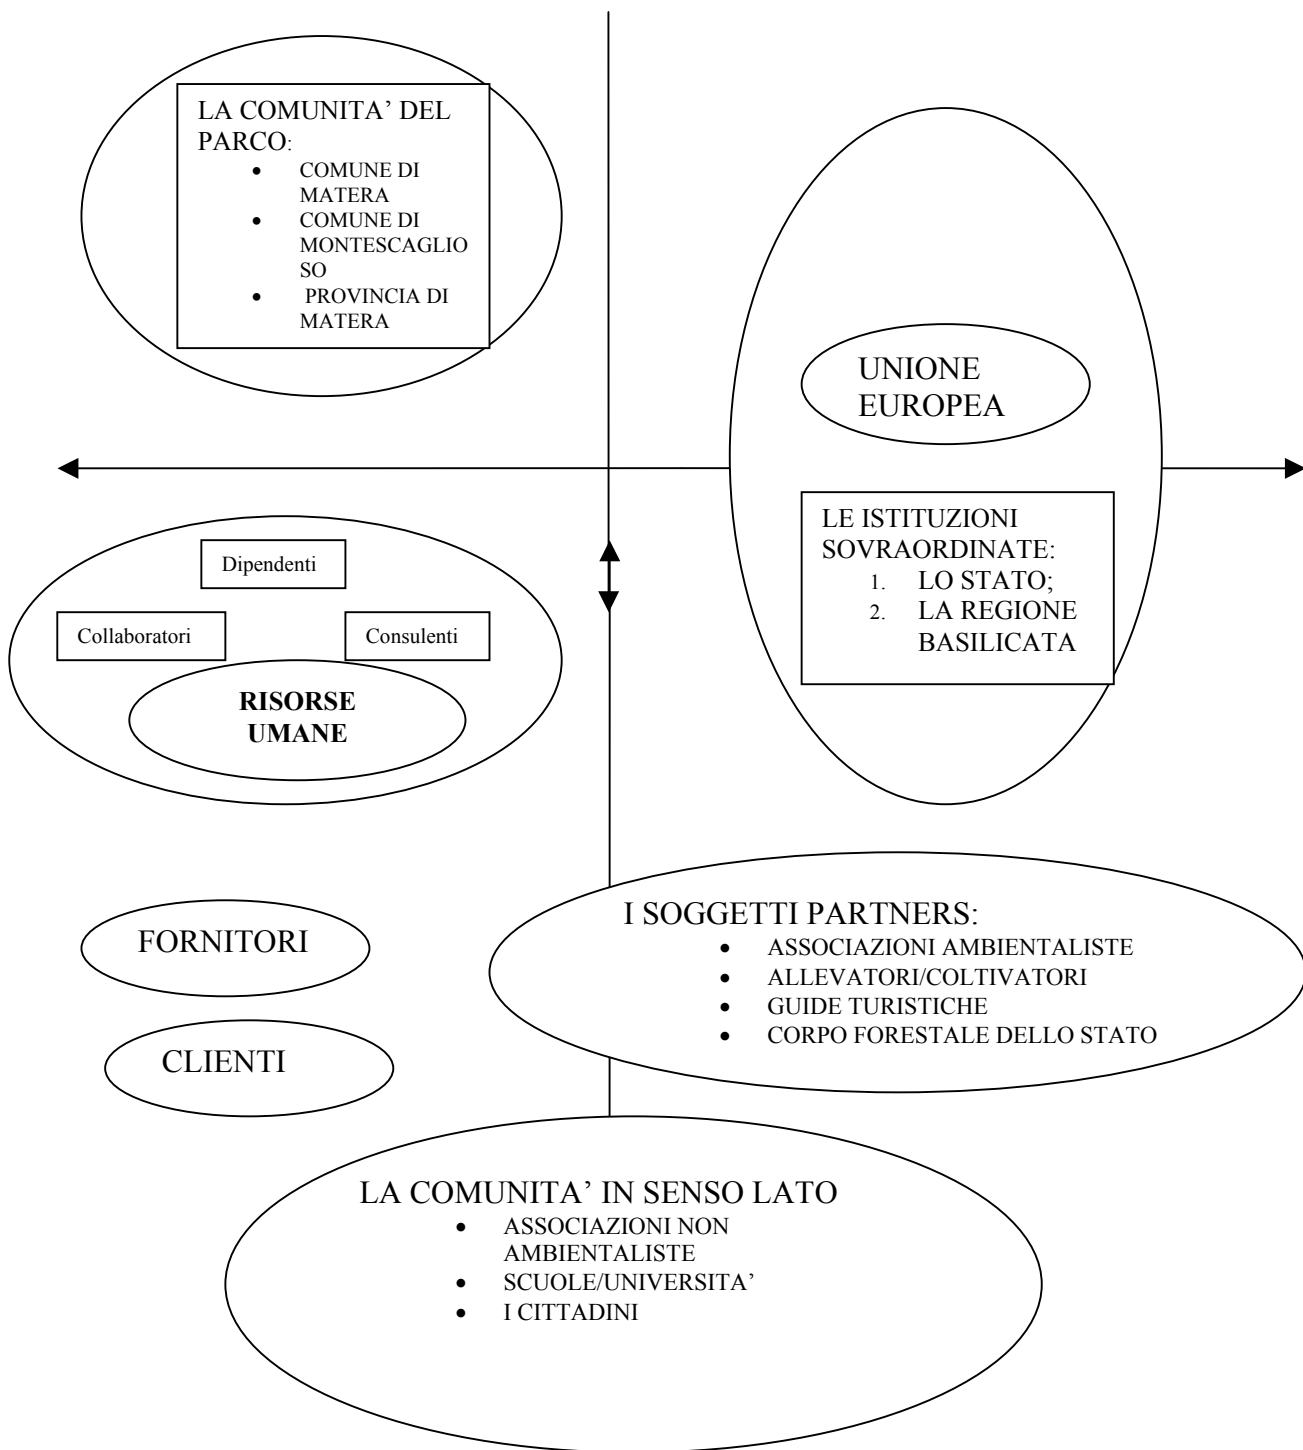 LA COMUNITA’ DEL
PARCO:
• COMUNE DI
MATERA
• COMUNE DI
MONTESCAGLIO
SO
• PROVINCIA DI
MATERA
UNIONE
EUROPEA
LE ISTITUZIONI
SOVRAORDINATE:
1. LO STATO;
2. LA REGIONE
BASILICATA
Dipendenti
Collaboratori
Consulenti
RISORSE
UMANE
I SOGGETTI PARTNERS:
• ASSOCIAZIONI AMBIENTALISTE
• ALLEVATORI/COLTIVATORI
• GUIDE TURISTICHE
• CORPO FORESTALE DELLO STATO
FORNITORI
CLIENTI
LA COMUNITA’ IN SENSO LATO
• ASSOCIAZIONI NON
AMBIENTALISTE
• SCUOLE/UNIVERSITA’
• I CITTADINI